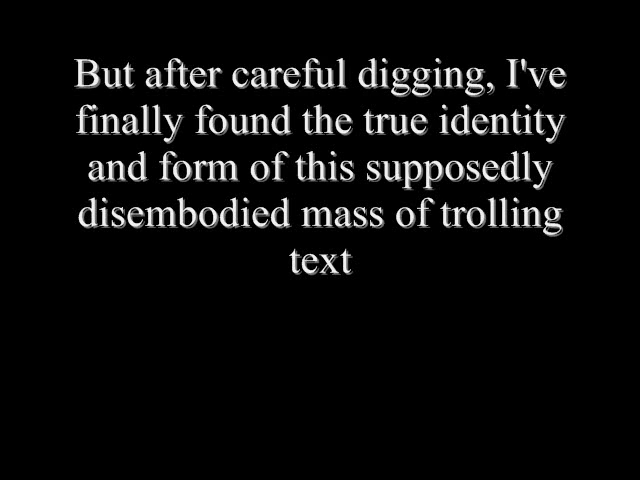 But after careful digging, I've
finally found the true identity
and form of this supposedly
disembodied mass of trolling
text